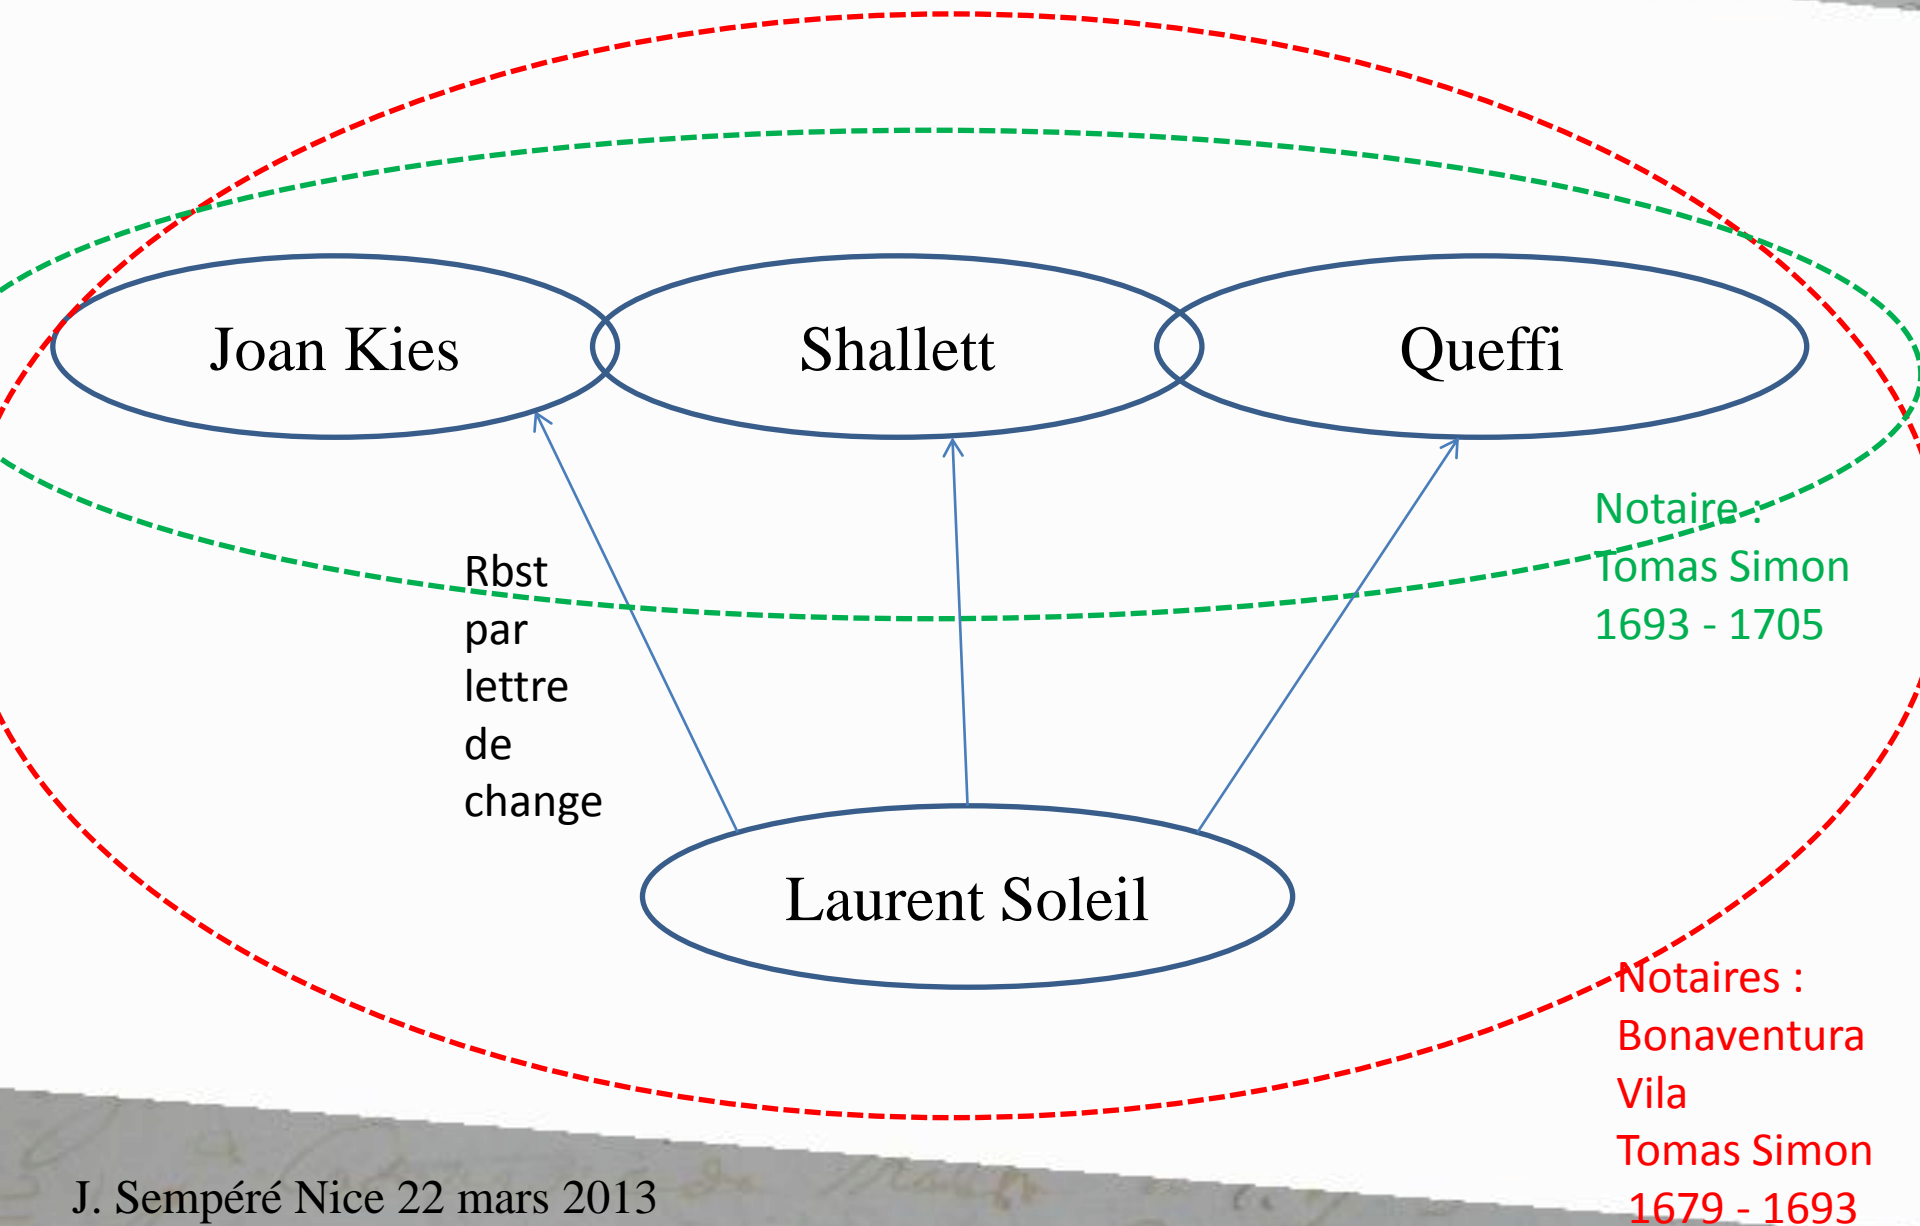 Joan Kies
Shallett
Queffi
Notaire :
Tomas Simon
1693 - 1705
Rbst
par
lettre
de
change
Laurent Soleil
Notaires :
Bonaventura
Vila
Tomas Simon
1679 - 1693
J. Sempéré Nice 22 mars 2013